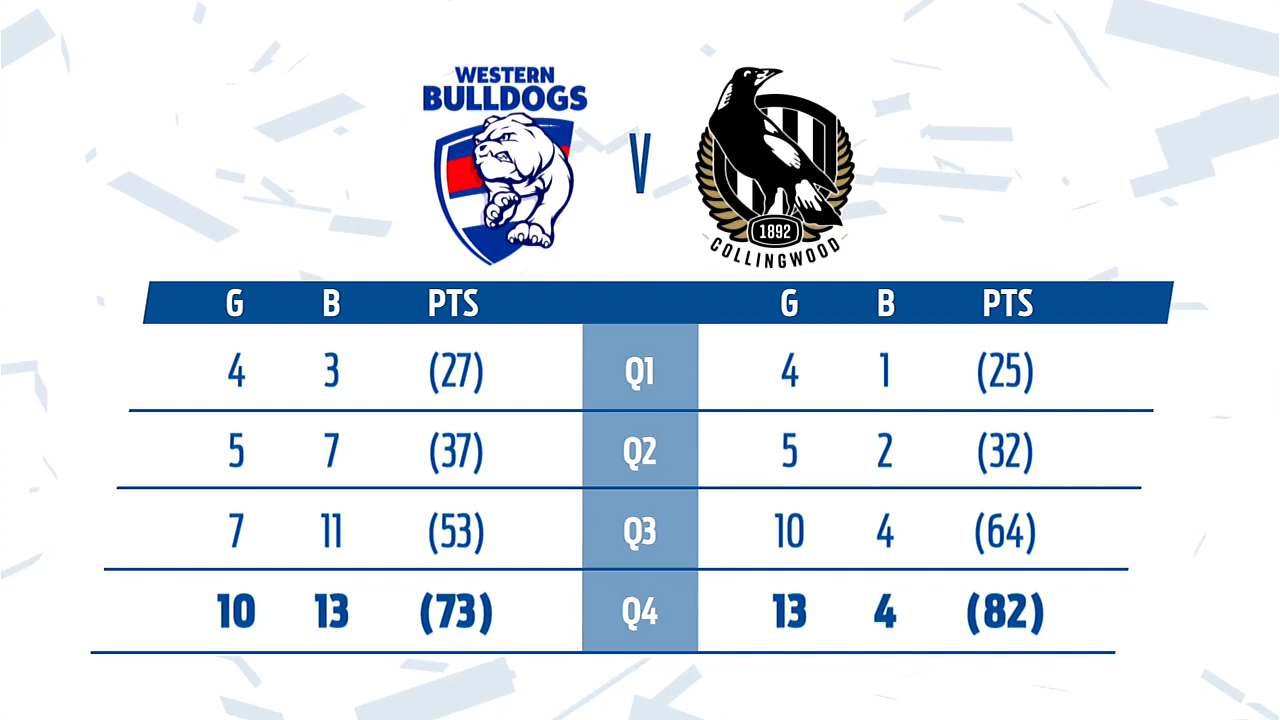 WESTERN
BULLDOGS
V
1892
COLLINGWOOD
G B PTS G B PTS
4 3 (27) Q1 4 1 (25)
5 7 (37) Q2 5 2 (32)
7 11 (53) Q3 10 4 (64)
10 13 (73) Q4 13 4 (82)